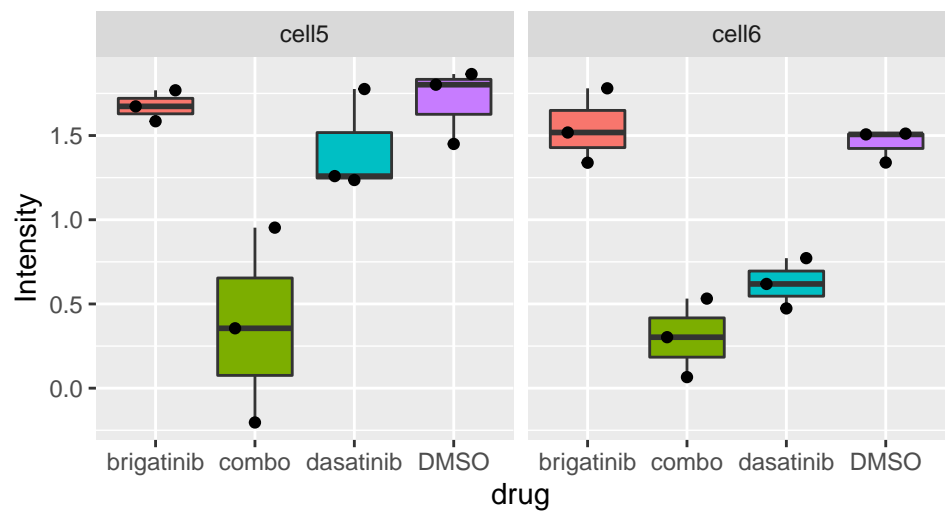 cell5 cell6
Intensity
1.5
1.0
0.5
0.0
brigatinib combo dasatinib DMSO brigatinib combo dasatinib DMSO
drug